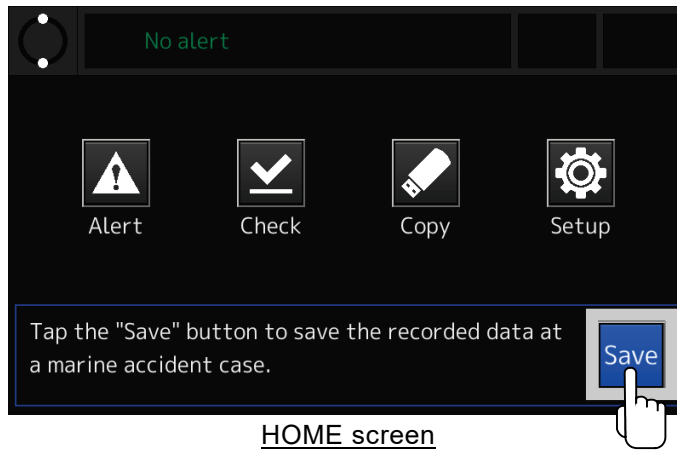 No alert
Alert Check Copy Setup
Tap the "Save" button to save the recorded data at
a marine accident case.
Save
HOME screen